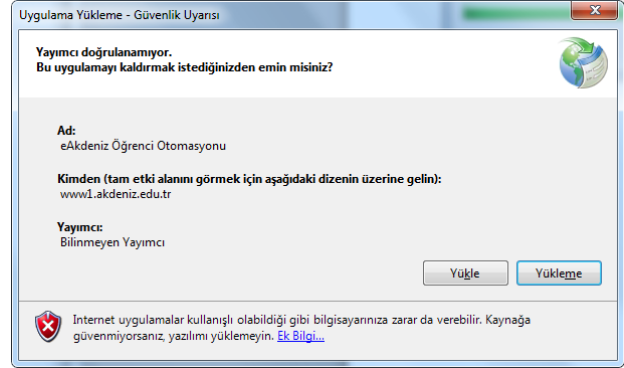 Uygulama Yükleme - Güvenlik Uyarısı
Yayımcı doğrulanamıyor.
Bu uygulamayı kaldırmak istediğinizden emin misiniz?
Ad:
eAkdeniz Öğrenci Otomasyonu
Kimden (tam etki alanını görmek için aşağıdaki dizenin üzerine gelin):
www1.akdeniz.edu.tr
Yayımcı:
Bilinmeyen Yayımcı
Yükle Yükleme
Internet uygulamalar kullanışlı olabildiği gibi bilgisayarınıza zarar da verebilir. Kaynağa
güvenmiyorsanız, yazılımı yüklemeyin. Ek Bilgi...